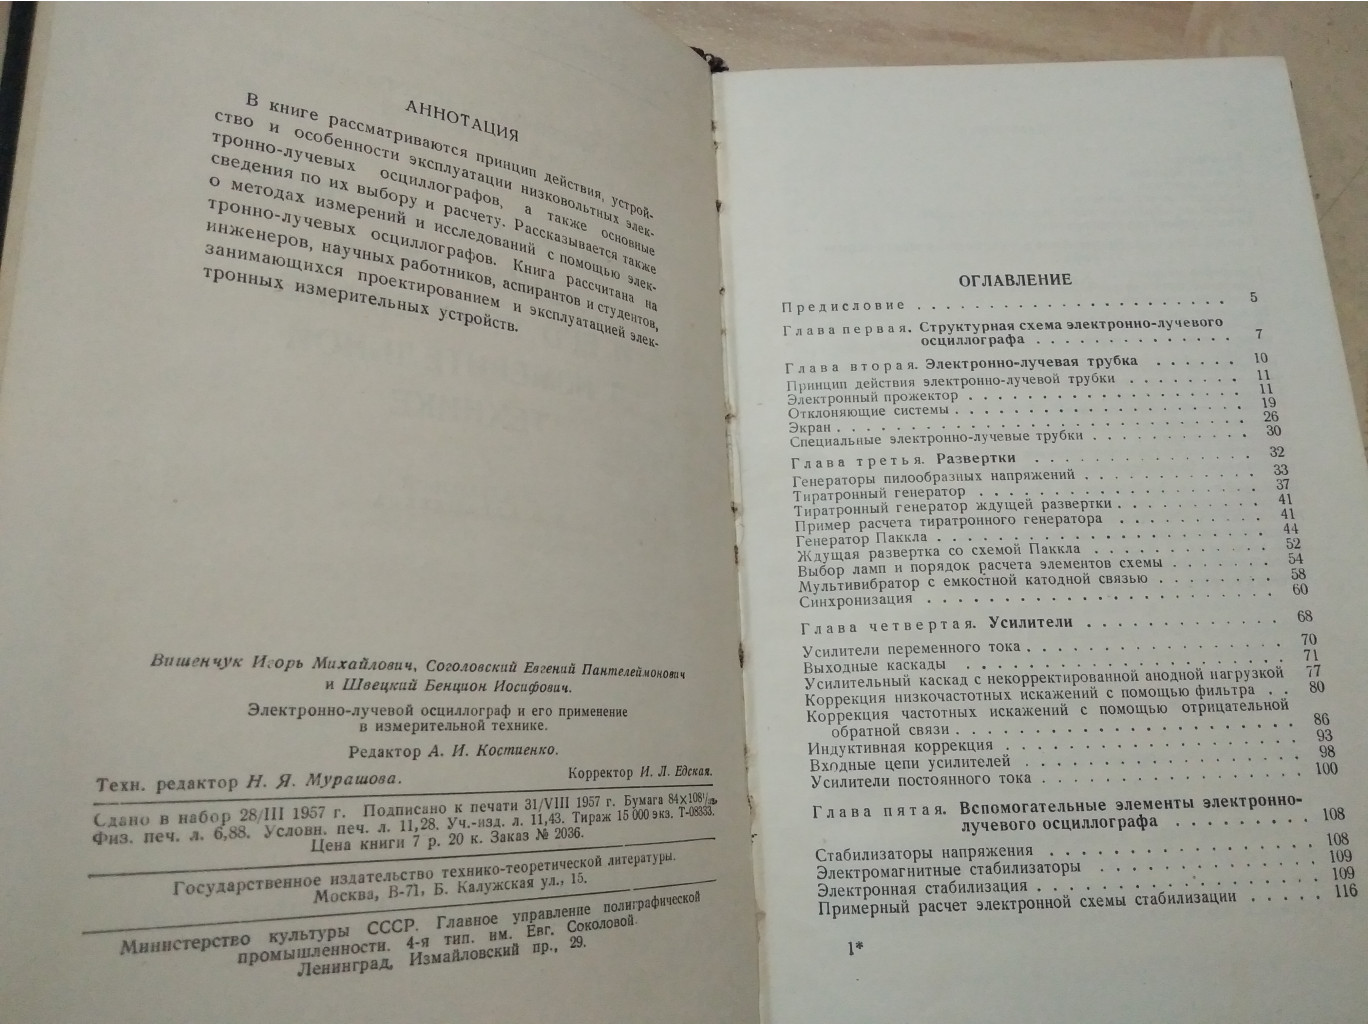 АННОТАЦИЯ
В книге рассматриваются принцип действия, устрой-
ство и особенности эксплуатации низковольтных элек-
тронно-лучевых осциллографов, а также основные
сведения по их выбору и расчету. Рассказывается также
о методах измерений и исследований с помощью элек-
тронно-лучевых осциллографов. Книга рассчитана на
инженеров, научных работников, аспирантов и студентов,
занимающихся проектированием и эксплуатацией элек-
тронных измерительных устройств.
Вишенчук Игорь Михайлович, Соголовский Евгений Пантелеймонович
и Швецкий Бенцион Иосифович.
Электронно-лучевой осциллограф и его применение
в измерительной технике.
Редактор А. И. Костиенко.
Техн. редактор Н. Я. Мурашова. Корректор И. Л. Едская.
Сдано в набор 28/III 1957 г. Подписано к печати 31/VIII 1957 г. Бумага 84×108¹/₃₂.
Физ. печ. л. 6,88. Условн. печ. л. 11,28. Уч.-изд. л. 11,43. Тираж 15 000 экз. Т-08333.
Цена книги 7 р. 20 к. Заказ № 2036.
Государственное издательство технико-теоретической литературы.
Москва, В-71, Б. Калужская ул., 15.
Министерство культуры СССР. Главное управление полиграфической
промышленности. 4-я тип. им. Евг. Соколовой.
Ленинград, Измайловский пр., 29.
ОГЛАВЛЕНИЕ
Предисловие . . . . . . . . . . . . . . . . . . . . . . 5
Глава первая. Структурная схема электронно-лучевого
осциллографа . . . . . . . . . . . . . . . 7
Глава вторая. Электронно-лучевая трубка . . . . . . 10
Принцип действия электронно-лучевой трубки . . . . . . . . 11
Электронный прожектор . . . . . . . . . . . . . . . . . . 11
Отклоняющие системы . . . . . . . . . . . . . . . . . . . 19
Экран . . . . . . . . . . . . . . . . . . . . . . . . . . 26
Специальные электронно-лучевые трубки . . . . . . . . . . 30
Глава третья. Развертки . . . . . . . . . . . . . 32
Генераторы пилообразных напряжений . . . . . . . . . . . 33
Тиратронный генератор . . . . . . . . . . . . . . . . . . 37
Тиратронный генератор ждущей развертки . . . . . . . . . 41
Пример расчета тиратронного генератора . . . . . . . . . 41
Генератор Паккла . . . . . . . . . . . . . . . . . . . . 44
Ждущая развертка со схемой Паккла . . . . . . . . . . . 52
Выбор ламп и порядок расчета элементов схемы . . . . . . . 54
Мультивибратор с емкостной катодной связью . . . . . . . . 58
Синхронизация . . . . . . . . . . . . . . . . . . . . . . 60
Глава четвертая. Усилители . . . . . . . . . . . . . 68
Усилители переменного тока . . . . . . . . . . . . . . . . 70
Выходные каскады . . . . . . . . . . . . . . . . . . . . 71
Усилительный каскад с некорректированной анодной нагрузкой 77
Коррекция низкочастотных искажений с помощью фильтра . . 80
Коррекция частотных искажений с помощью отрицательной
обратной связи . . . . . . . . . . . . . . . . . . . . 86
Индуктивная коррекция . . . . . . . . . . . . . . . . . . 93
Входные цепи усилителей . . . . . . . . . . . . . . . . . 98
Усилители постоянного тока . . . . . . . . . . . . . . . . 100
Глава пятая. Вспомогательные элементы электронно-
лучевого осциллографа . . . . . . . . . 108
Стабилизаторы напряжения . . . . . . . . . . . . . . . . 108
Электромагнитные стабилизаторы . . . . . . . . . . . . . 109
Электронная стабилизация . . . . . . . . . . . . . . . . . 109
Примерный расчет электронной схемы стабилизации . . . . . 116
1*